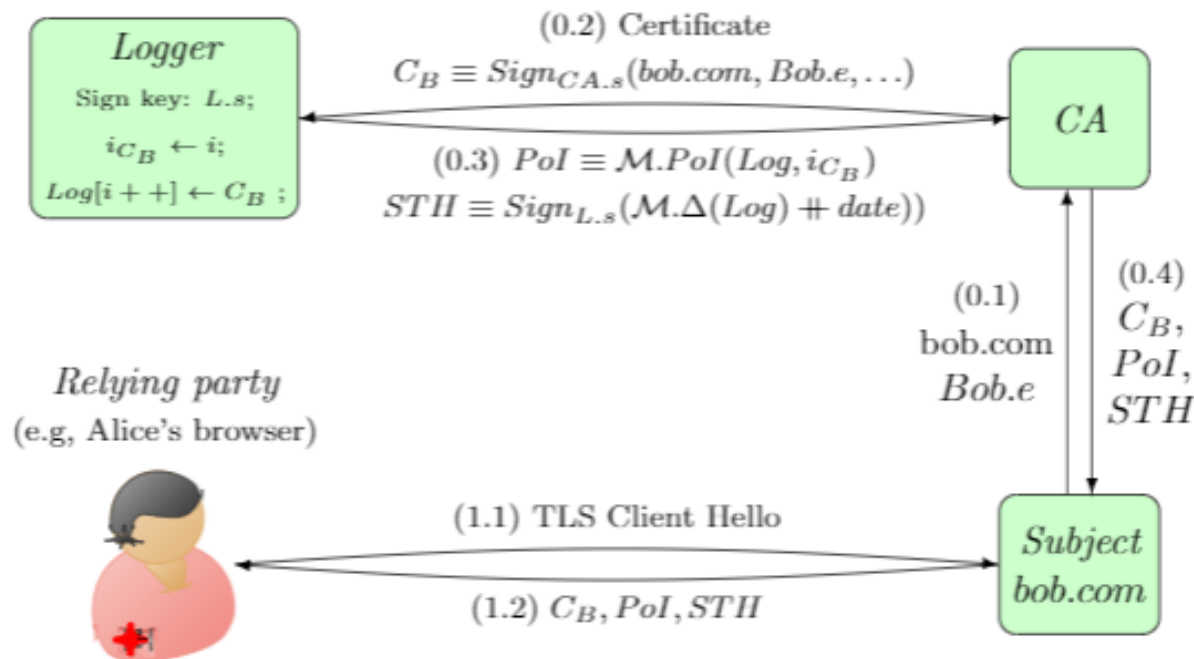 Logger
Sign key: L.s;
i_{C_B} ← i;
Log[i + +] ← C_B ;
(0.2) Certificate
C_B ≡ Sign_{CA.s}(bob.com, Bob.e, . . .)
(0.3) PoI ≡ M.PoI(Log, i_{C_B})
STH ≡ Sign_{L.s}(M.Δ(Log) ⧺ date))
CA
(0.1)
bob.com
Bob.e
(0.4)
C_B,
PoI,
STH
Relying party
(e.g, Alice's browser)
(1.1) TLS Client Hello
(1.2) C_B, PoI, STH
Subject
bob.com